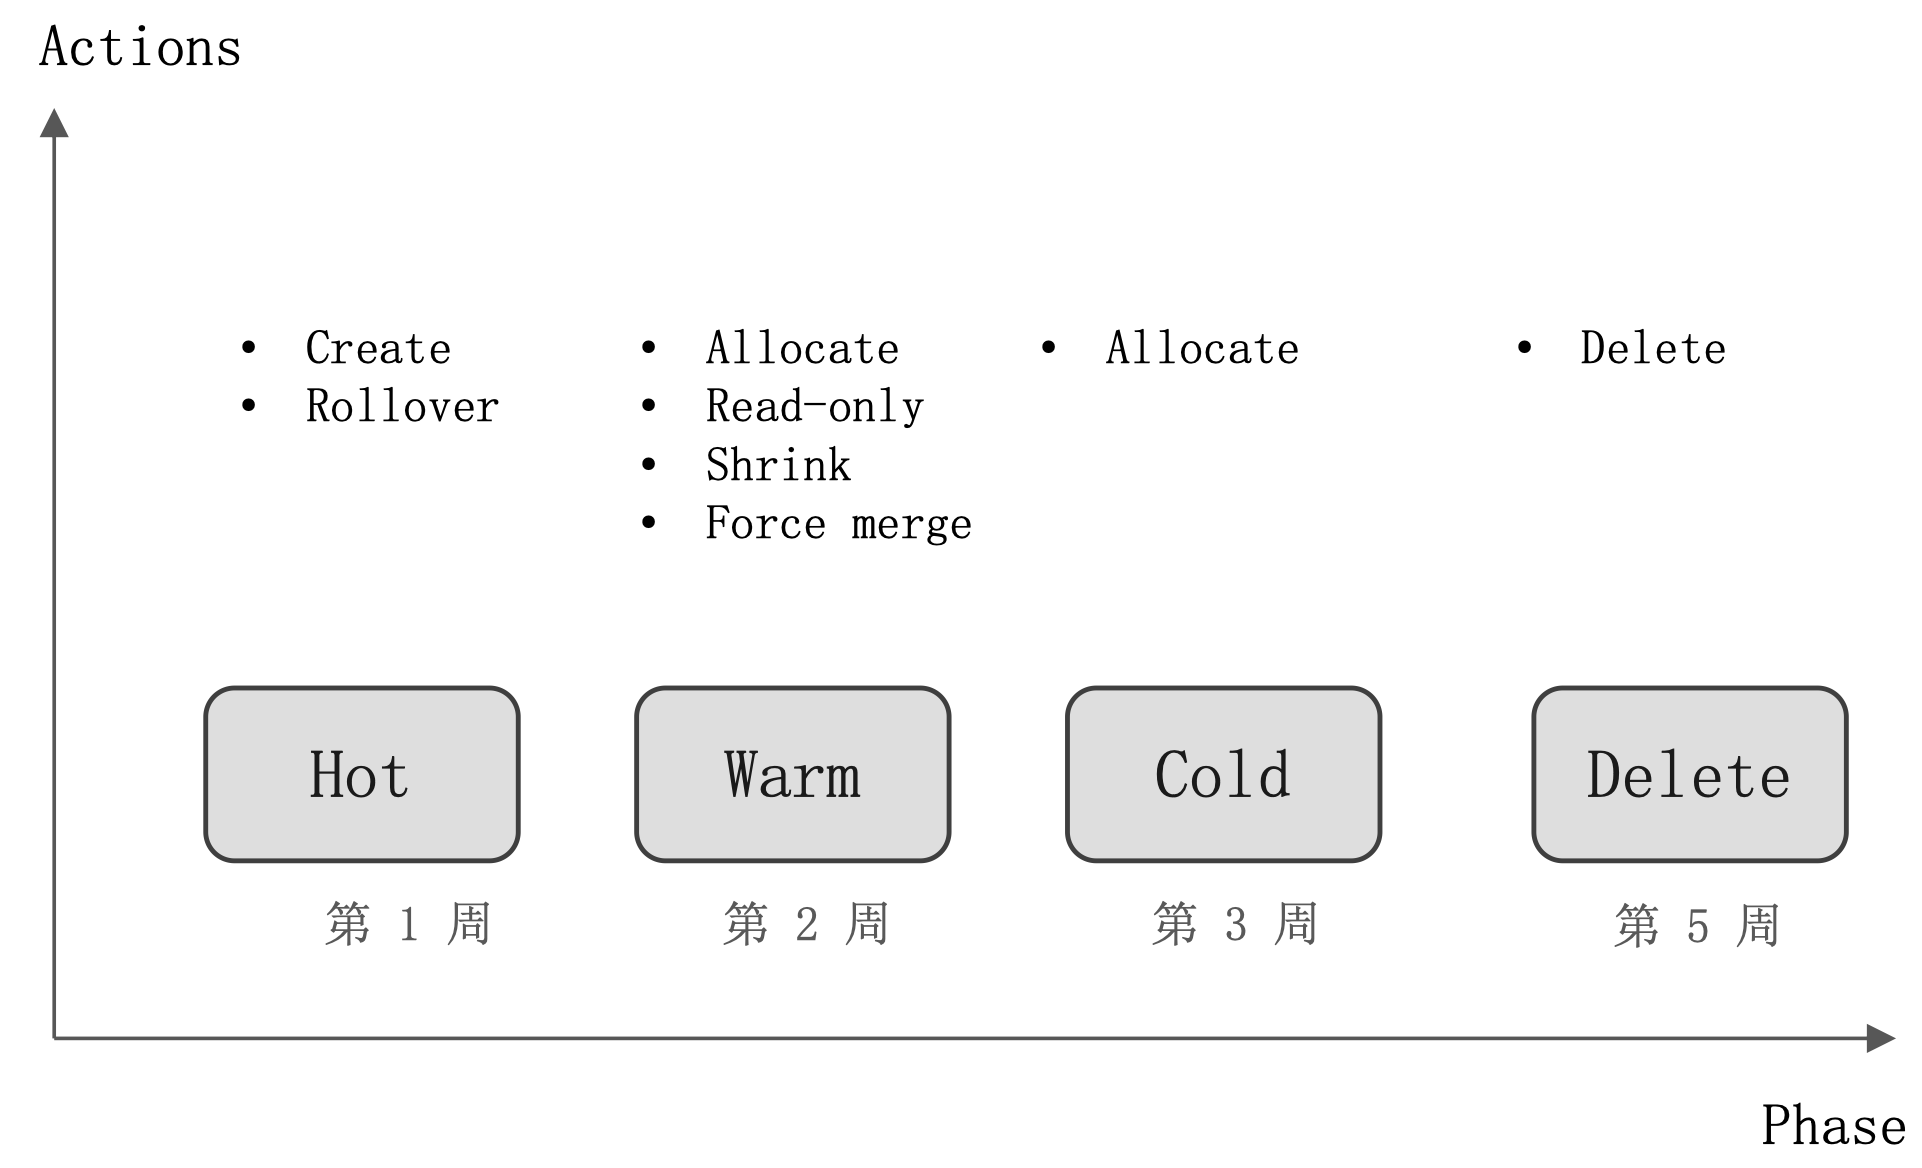 Actions
• Create
• Rollover
• Allocate
• Read-only
• Shrink
• Force merge
• Allocate
• Delete
Hot
Warm
Cold
Delete
第 1 周
第 2 周
第 3 周
第 5 周
Phase